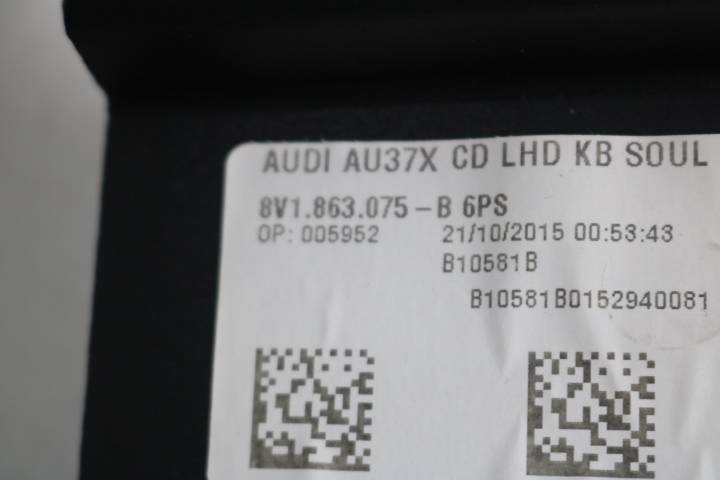 AUDI AU37X CD LHD KB SOUL
8V1.863.075-B 6PS
OP: 005952 21/10/2015 00:53:43
B10581B
B10581B0152940081